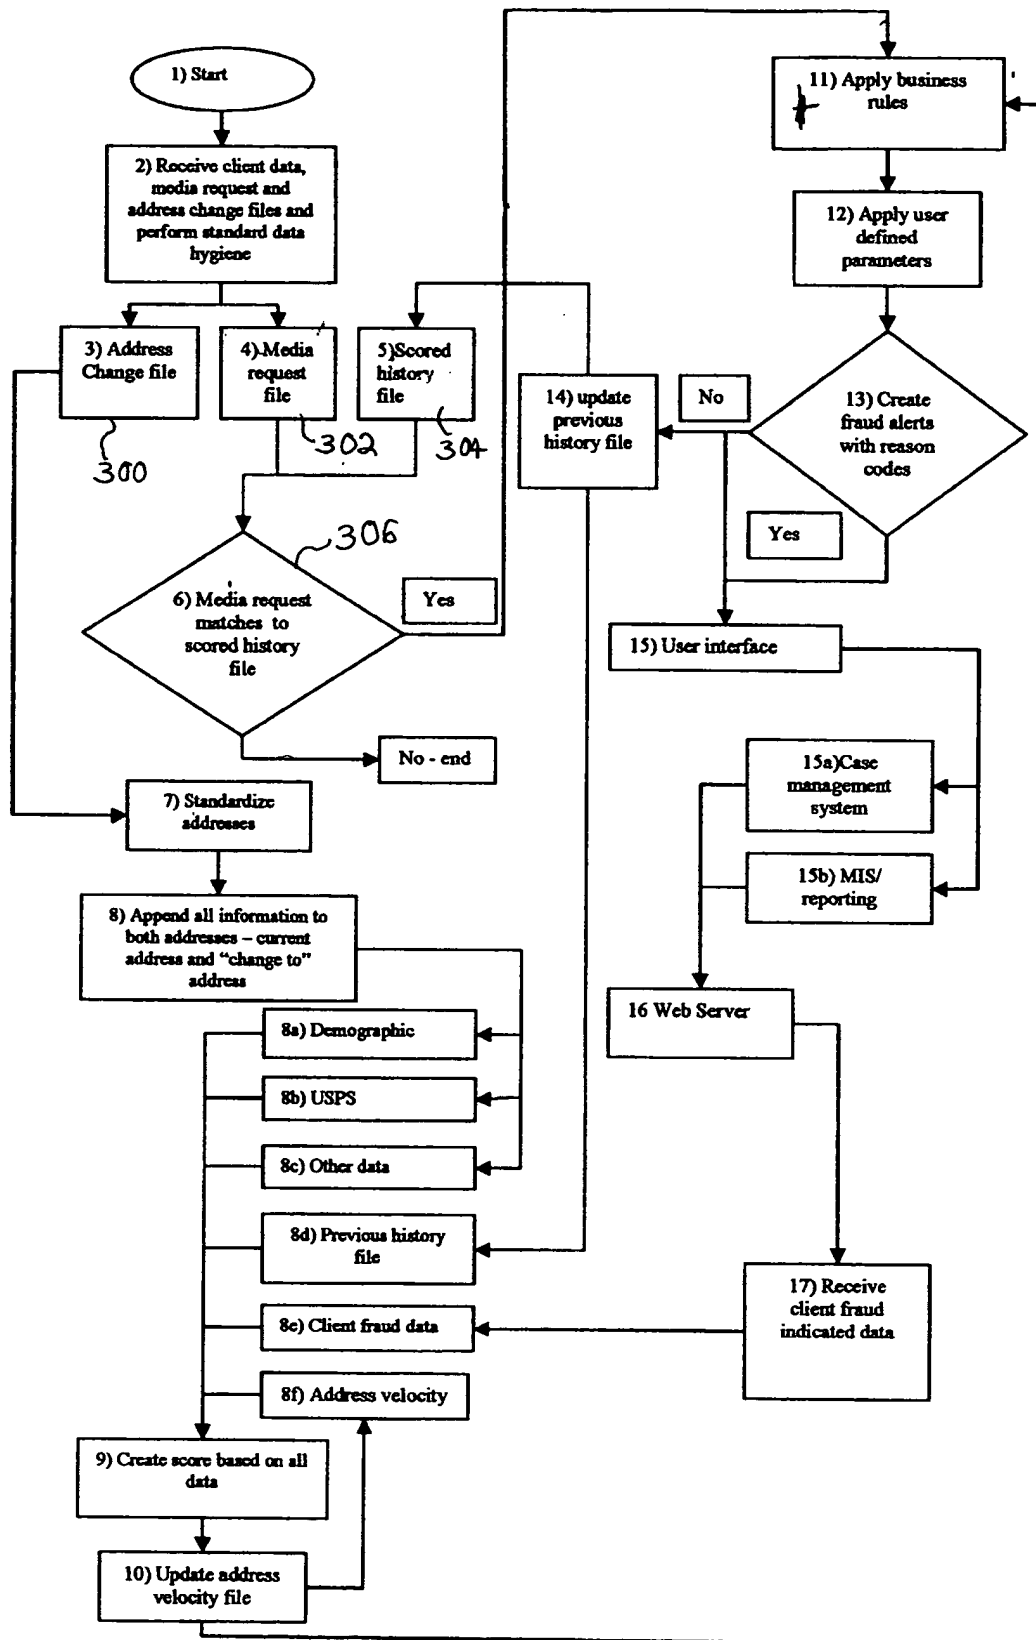 1) Start
2) Receive client data,
media request and
address change files and
perform standard data
hygiene
3) Address
Change file
300
4) Media
request
file
302
5)Scored
history
file
304
306
6) Media request
matches to
scored history
file
Yes
No - end
7) Standardize
addresses
8) Append all information to
both addresses – current
address and “change to”
address
8a) Demographic
8b) USPS
8c) Other data
8d) Previous history
file
8e) Client fraud data
8f) Address velocity
9) Create score based on all
data
10) Update address
velocity file
11) Apply business
rules
12) Apply user
defined
parameters
13) Create
fraud alerts
with reason
codes
No
Yes
14) update
previous
history file
15) User interface
15a)Case
management
system
15b) MIS/
reporting
16 Web Server
17) Receive
client fraud
indicated data